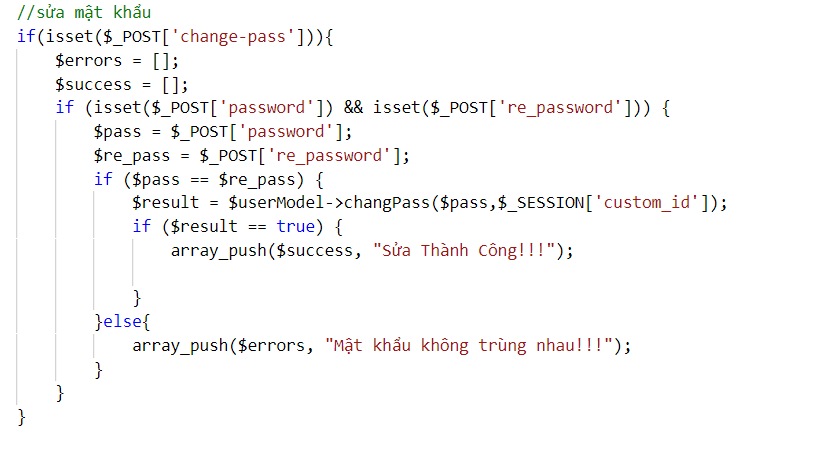 //sửa mật khẩu
if(isset($_POST['change-pass'])){
    $errors = [];
    $success = [];
    if (isset($_POST['password']) && isset($_POST['re_password'])) {
        $pass = $_POST['password'];
        $re_pass = $_POST['re_password'];
        if ($pass == $re_pass) {
            $result = $userModel->changPass($pass,$_SESSION['custom_id']);
            if ($result == true) {
                array_push($success, "Sửa Thành Công!!!");
            }
        }else{
            array_push($errors, "Mật khẩu không trùng nhau!!!");
        }
    }
}